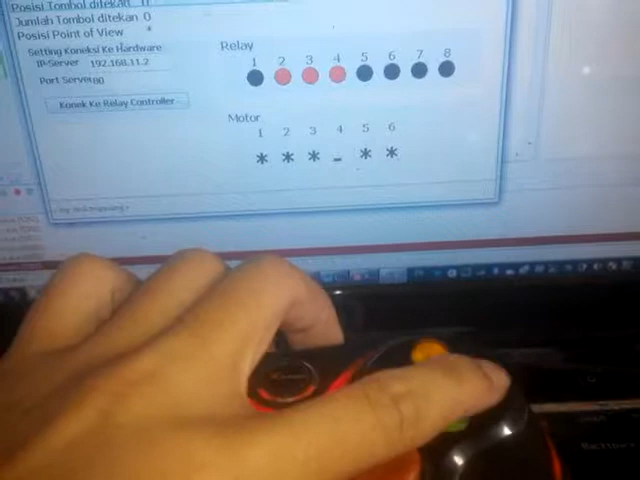 Posisi Tombol ditekan 0
Jumlah Tombol ditekan 0
Posisi Point of View *
Setting Koneksi Ke Hardware
IP-Server 192.168.11.2
Port Server 80
Konek Ke Relay Controller
Relay
1 2 3 4 5 6 7 8
Motor
1 2 3 4 5 6
* * * - * *